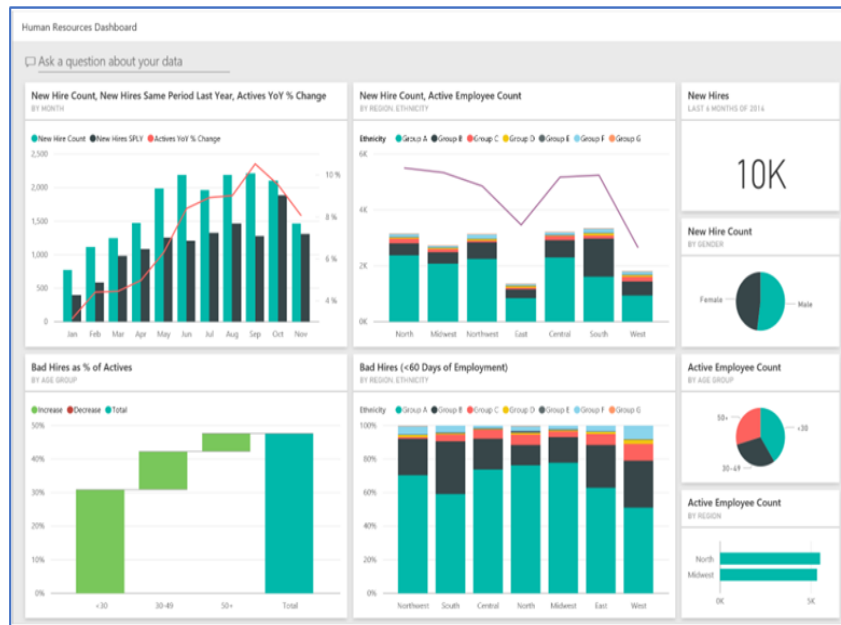 Human Resources Dashboard
Ask a question about your data
New Hire Count, New Hires Same Period Last Year, Actives YoY % Change
BY MONTH
New Hire Count New Hires SPLY Actives YoY % Change
2,500
2,000
1,500
1,000
500
0
10 %
8 %
6 %
4 %
Jan Feb Mar Apr May Jun Jul Aug Sep Oct Nov
New Hire Count, Active Employee Count
BY REGION, ETHNICITY
Ethnicity Group A Group B Group C Group D Group E Group F Group G
6K
4K
2K
0K
North Midwest Northwest East Central South West
New Hires
LAST 6 MONTHS OF 2014
10K
New Hire Count
BY GENDER
Female Male
Bad Hires as % of Actives
BY AGE GROUP
Increase Decrease Total
50%
40%
30%
20%
10%
0%
<30 30-49 50+ Total
Bad Hires (<60 Days of Employment)
BY REGION, ETHNICITY
Ethnicity Group A Group B Group C Group D Group E Group F Group G
100%
80%
60%
40%
20%
0%
Northwest South Central North Midwest East West
Active Employee Count
BY AGE GROUP
50+
<30
30-49
Active Employee Count
BY REGION
North
Midwest
0K 5K